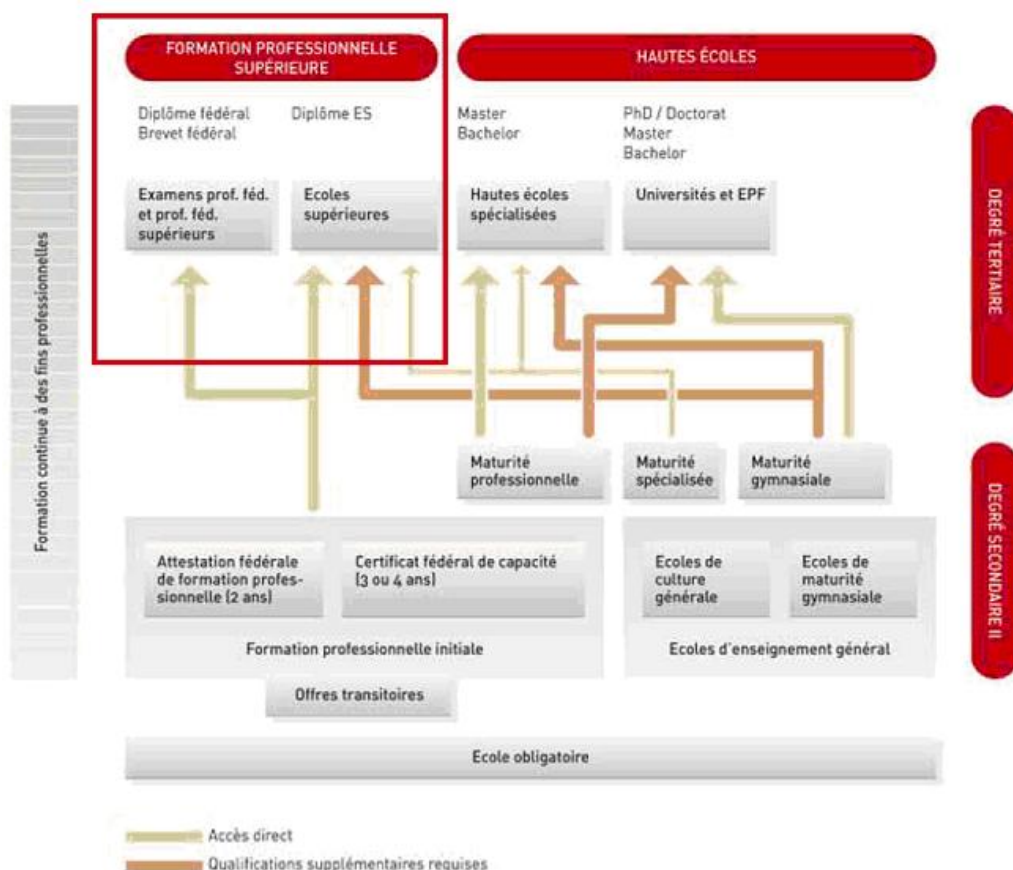 FORMATION PROFESSIONNELLE
SUPÉRIEURE
HAUTES ÉCOLES
Diplôme fédéral
Brevet fédéral
Diplôme ES
Master
Bachelor
PhD / Doctorat
Master
Bachelor
Examens prof. féd.
et prof. féd.
supérieurs
Ecoles
supérieures
Hautes écoles
spécialisées
Universités et EPF
DEGRÉ TERTIAIRE
Formation continue à des fins professionnelles
Maturité
professionnelle
Maturité
spécialisée
Maturité
gymnasiale
DEGRÉ SECONDAIRE II
Attestation fédérale
de formation profes-
sionnelle (2 ans)
Certificat fédéral de capacité
(3 ou 4 ans)
Ecoles de
culture
générale
Ecoles de
maturité
gymnasiale
Formation professionnelle initiale
Ecoles d'enseignement général
Offres transitoires
Ecole obligatoire
Accès direct
Qualifications supplémentaires requises